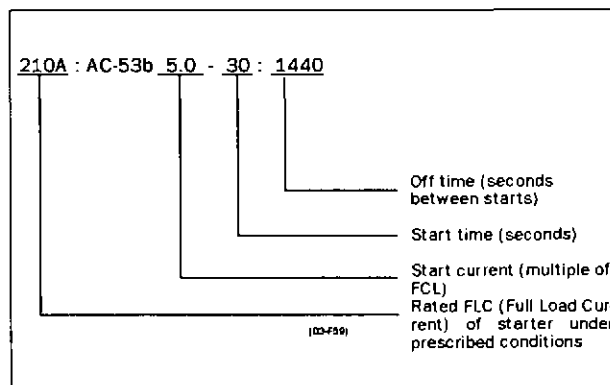 210A : AC-53b 5.0 - 30 : 1440
Off time (seconds
between starts)
Start time (seconds)
Start current (multiple of
FCL)
Rated FLC (Full Load Cur
rent) of starter under
prescribed conditions